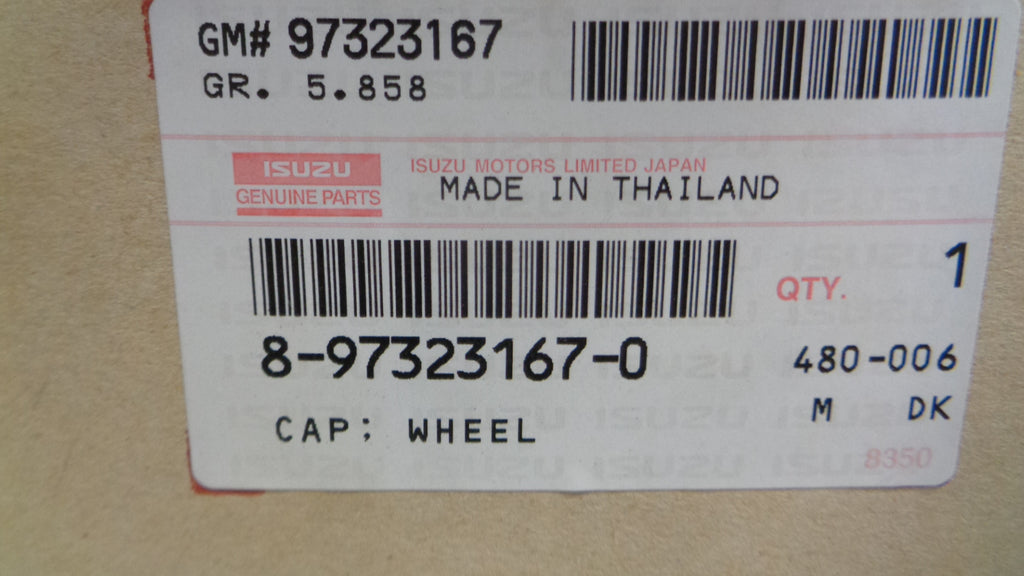 GM# 97323167
GR. 5.858
ISUZU
GENUINE PARTS
ISUZU MOTORS LIMITED JAPAN
MADE IN THAILAND
QTY. 1
8-97323167-0
480-006
CAP; WHEEL
M DK
8350